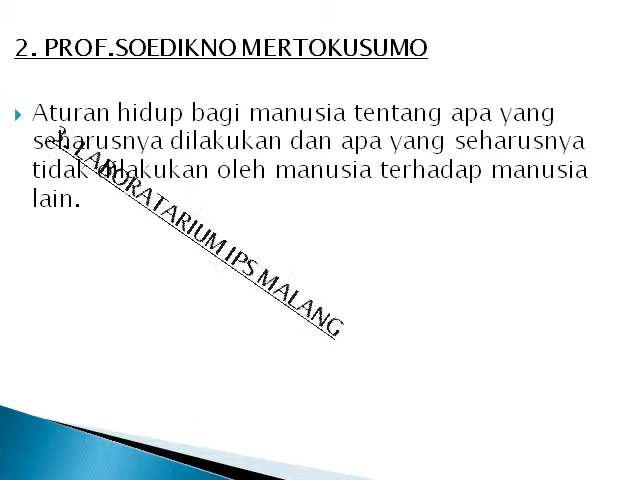 2. PROF.SOEDIKNO MERTOKUSUMO
Aturan hidup bagi manusia tentang apa yang
seharusnya dilakukan dan apa yang seharusnya
tidak dilakukan oleh manusia terhadap manusia
lain.
3. LABORATARIUM IPS MALANG